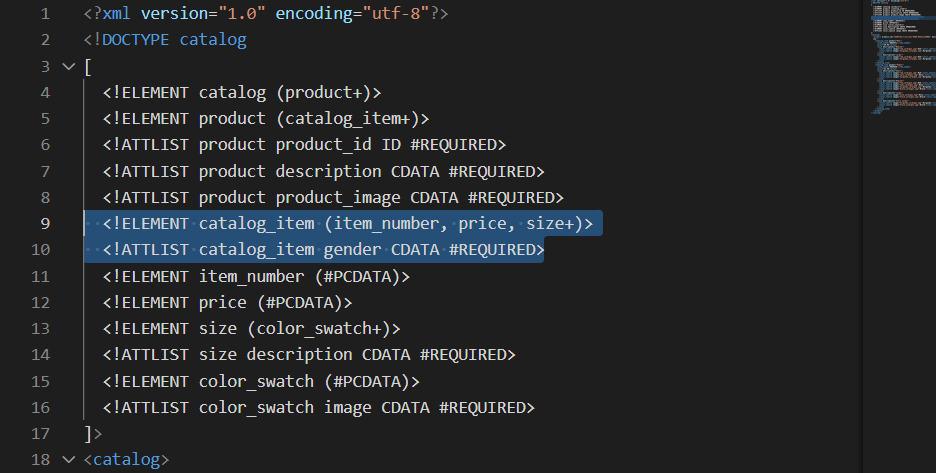 1 <?xml version="1.0" encoding="utf-8"?>
2 <!DOCTYPE catalog
3 [
4 <!ELEMENT catalog (product+)>
5 <!ELEMENT product (catalog_item+)>
6 <!ATTLIST product product_id ID #REQUIRED>
7 <!ATTLIST product description CDATA #REQUIRED>
8 <!ATTLIST product product_image CDATA #REQUIRED>
9 <!ELEMENT catalog_item (item_number, price, size+)>
10 <!ATTLIST catalog_item gender CDATA #REQUIRED>
11 <!ELEMENT item_number (#PCDATA)>
12 <!ELEMENT price (#PCDATA)>
13 <!ELEMENT size (color_swatch+)>
14 <!ATTLIST size description CDATA #REQUIRED>
15 <!ELEMENT color_swatch (#PCDATA)>
16 <!ATTLIST color_swatch image CDATA #REQUIRED>
17 ]>
18 <catalog>